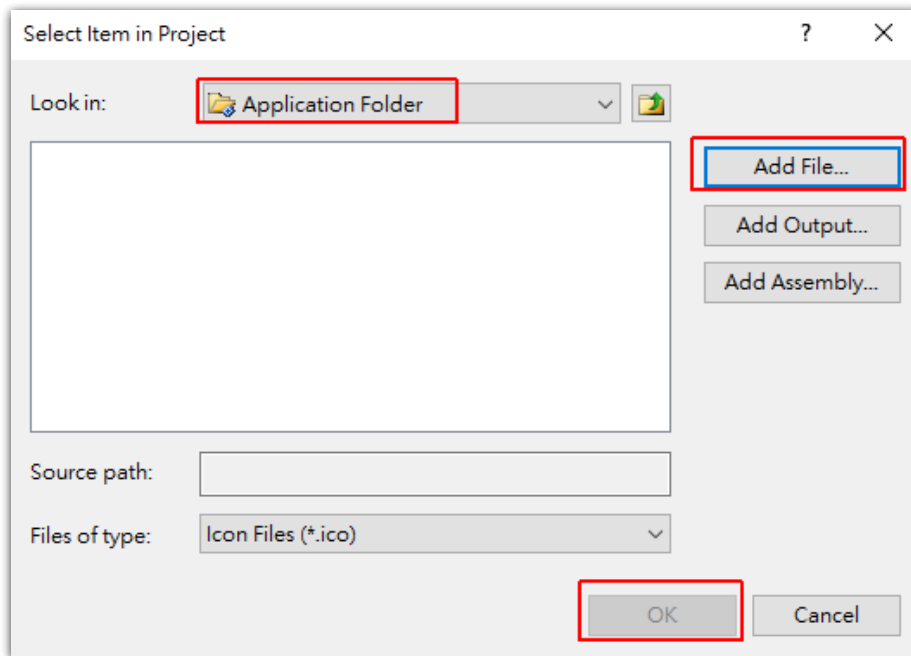 Select Item in Project
?
Look in:
Application Folder
Add File...
Add Output...
Add Assembly...
Source path:
Files of type:
Icon Files (*.ico)
OK
Cancel